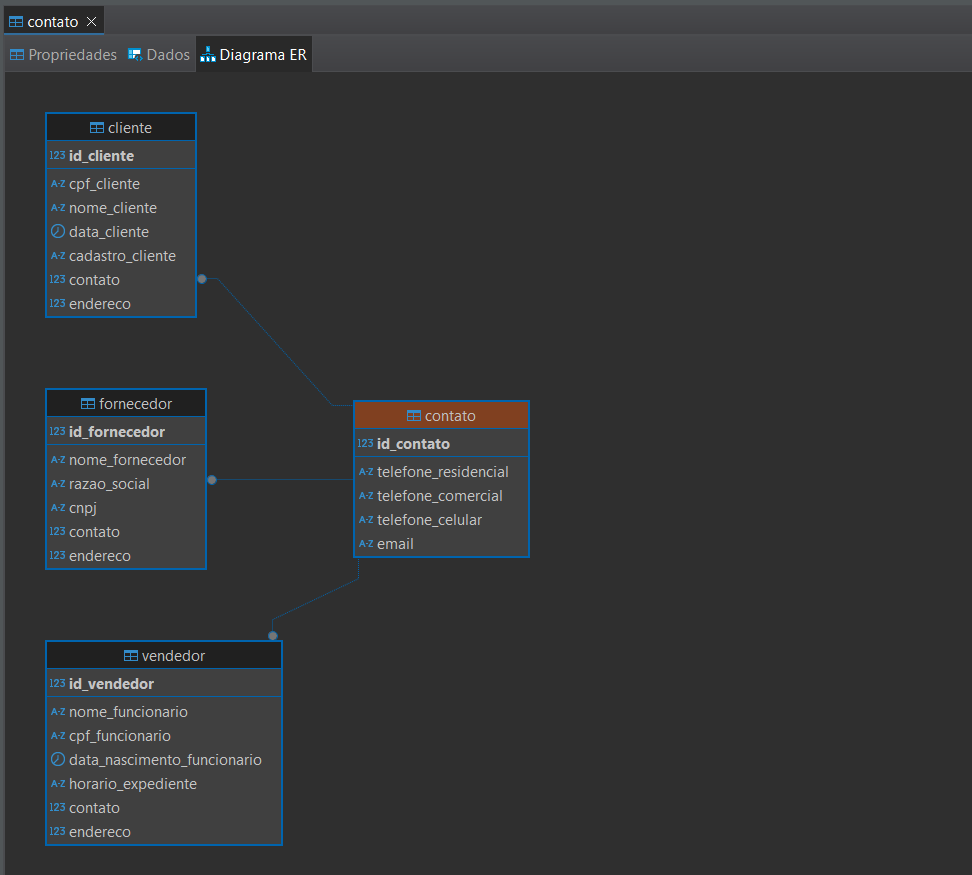 contato
Propriedades Dados Diagrama ER
cliente
123 id_cliente
A-Z cpf_cliente
A-Z nome_cliente
data_cliente
A-Z cadastro_cliente
123 contato
123 endereco
fornecedor
123 id_fornecedor
A-Z nome_fornecedor
A-Z razao_social
A-Z cnpj
123 contato
123 endereco
contato
123 id_contato
A-Z telefone_residencial
A-Z telefone_comercial
A-Z telefone_celular
A-Z email
vendedor
123 id_vendedor
A-Z nome_funcionario
A-Z cpf_funcionario
data_nascimento_funcionario
A-Z horario_expediente
123 contato
123 endereco